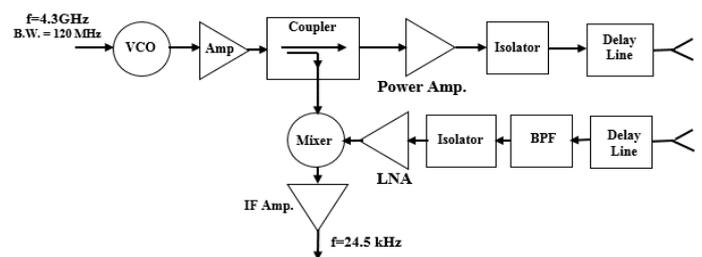 f=4.3GHz
B.W. = 120 MHz
VCO
Amp
Coupler
Power Amp.
Isolator
Delay
Line
Mixer
LNA
Isolator
BPF
Delay
Line
IF Amp.
f=24.5 kHz